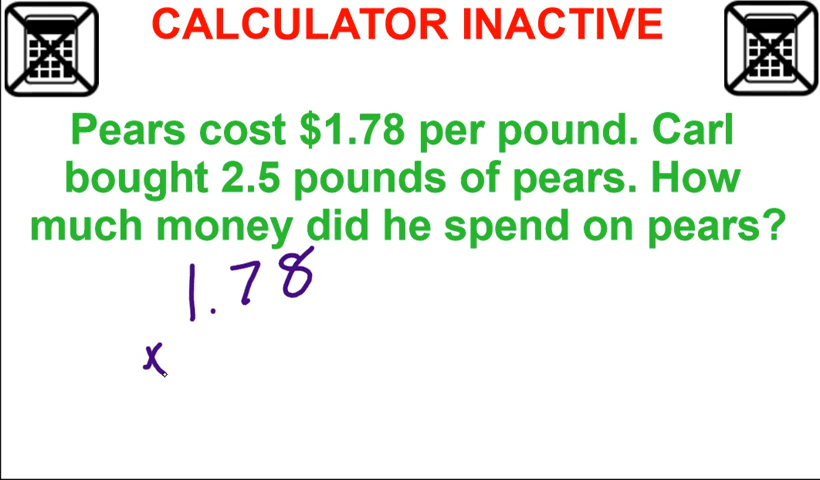 CALCULATOR INACTIVE
Pears cost $1.78 per pound. Carl
bought 2.5 pounds of pears. How
much money did he spend on pears?
1.78
x